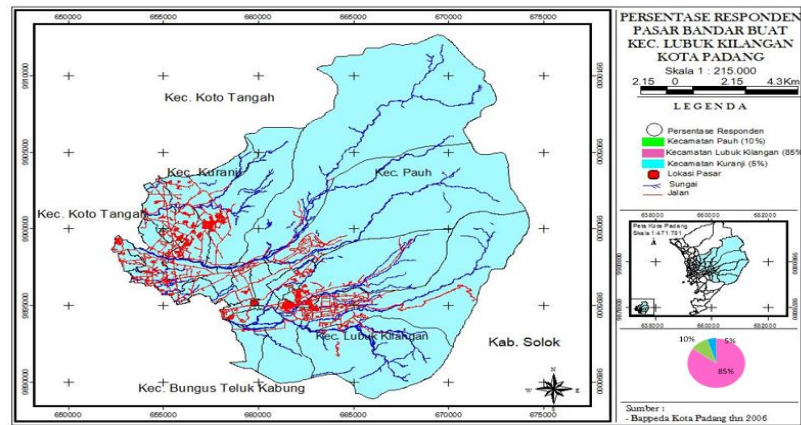 650000 655000 660000 665000 670000 675000
Kec. Koto Tangah
Kec. Kuranji
Kec. Pauh
Kec. Koto Tangah
Kec. Lubuk Kilangan
Kab. Solok
Kec. Bungus Teluk Kabung
N
W E
S
650000 655000 660000 665000 670000 675000
PERSENTASE RESPONDEN
PASAR BANDAR BUAT
KEC. LUBUK KILANGAN
KOTA PADANG
Skala 1 : 215.000
2.15 0 2.15 4.3Km
LEGENDA
Persentase Responden
Kecamatan Pauh (10%)
Kecamatan Lubuk Kilangan (85%
Kecamatan Kuranji (5%)
Lokasi Pasar
Sungai
Jalan
Peta Kota Padang
Skala 1:471.781
10% 5%
85%
Sumber :
- Bappeda Kota Padang thn 2006